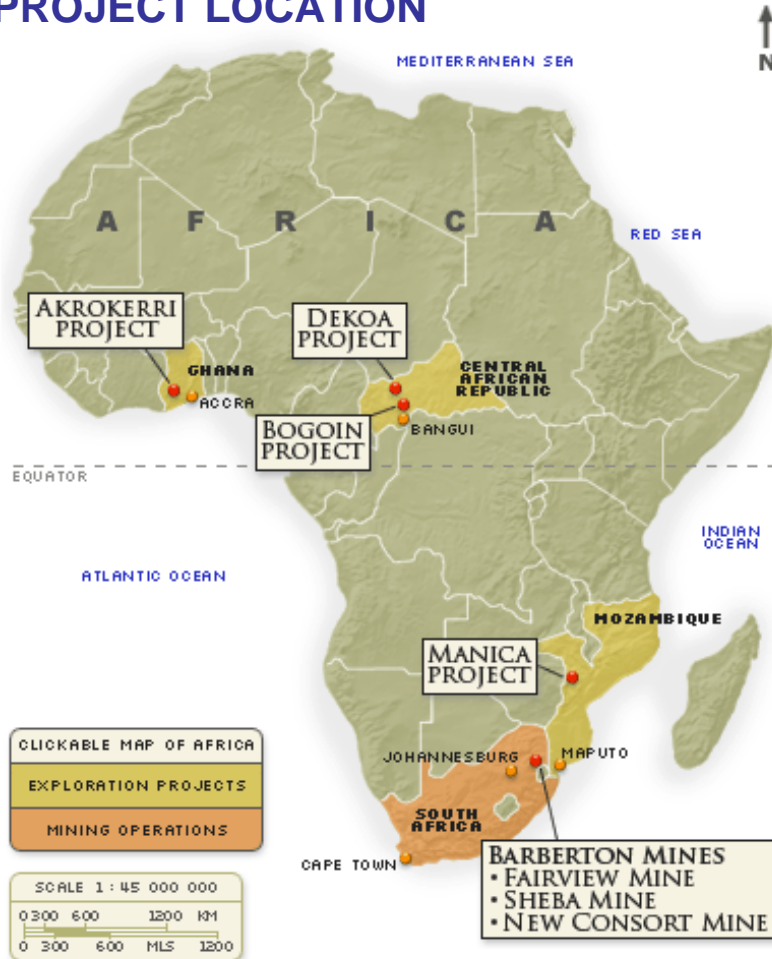 PROJECT LOCATION
N
MEDITERRANEAN SEA
A F R I C A
RED SEA
AKROKERRI
PROJECT
DEKOA
PROJECT
GHANA
ACCRA
CENTRAL
AFRICAN
REPUBLIC
BOGOIN
PROJECT
BANGUI
EQUATOR
INDIAN
OCEAN
ATLANTIC OCEAN
MOZAMBIQUE
MANICA
PROJECT
CLICKABLE MAP OF AFRICA
EXPLORATION PROJECTS
MINING OPERATIONS
JOHANNESBURG
MAPUTO
SOUTH
AFRICA
CAPE TOWN
BARBERTON MINES
• FAIRVIEW MINE
• SHEBA MINE
• NEW CONSORT MINE
SCALE 1 : 45 000 000
0 300 600 1200 KM
0 300 600 MLS 1200